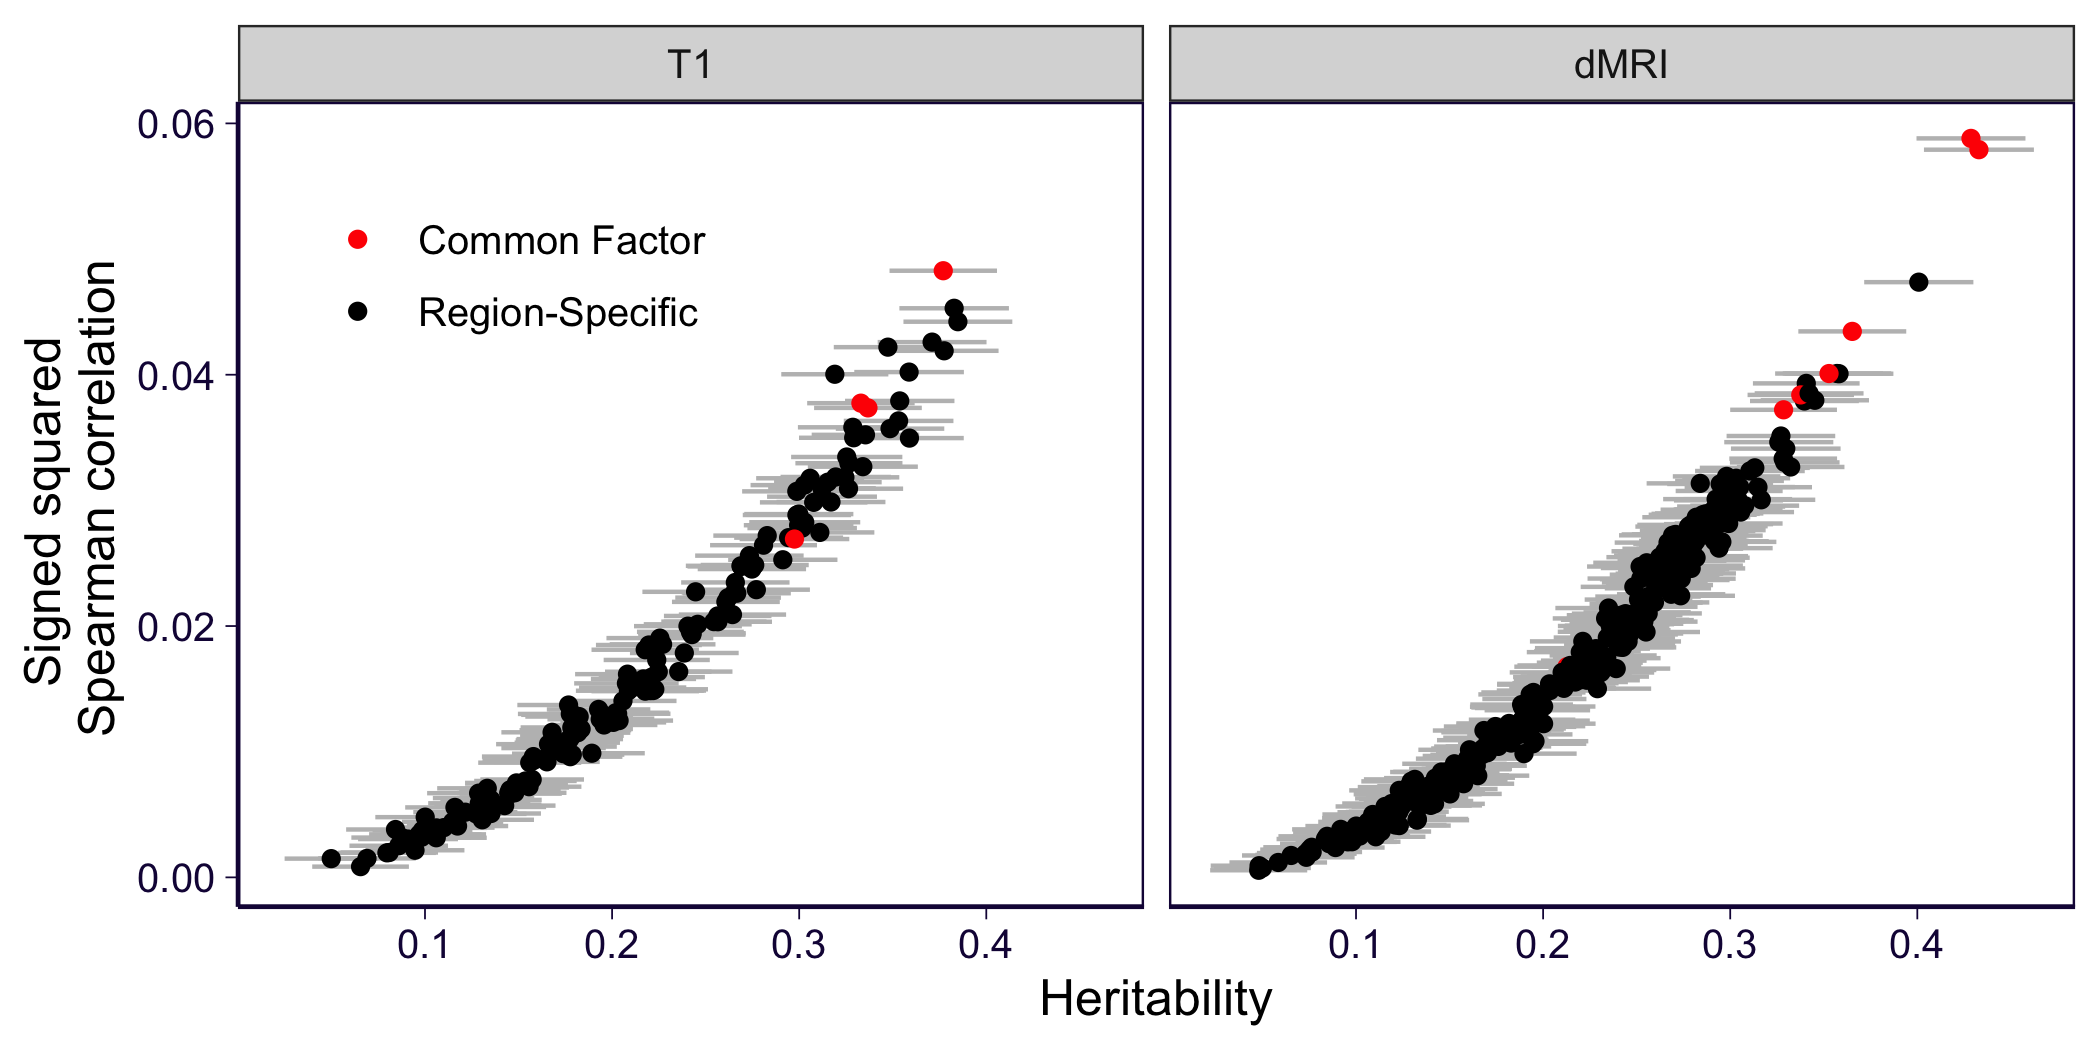 T1
dMRI
0.06
0.04
0.02
0.00
Common Factor
Region-Specific
Signed squared
Spearman correlation
0.1 0.2 0.3 0.4
0.1 0.2 0.3 0.4
Heritability